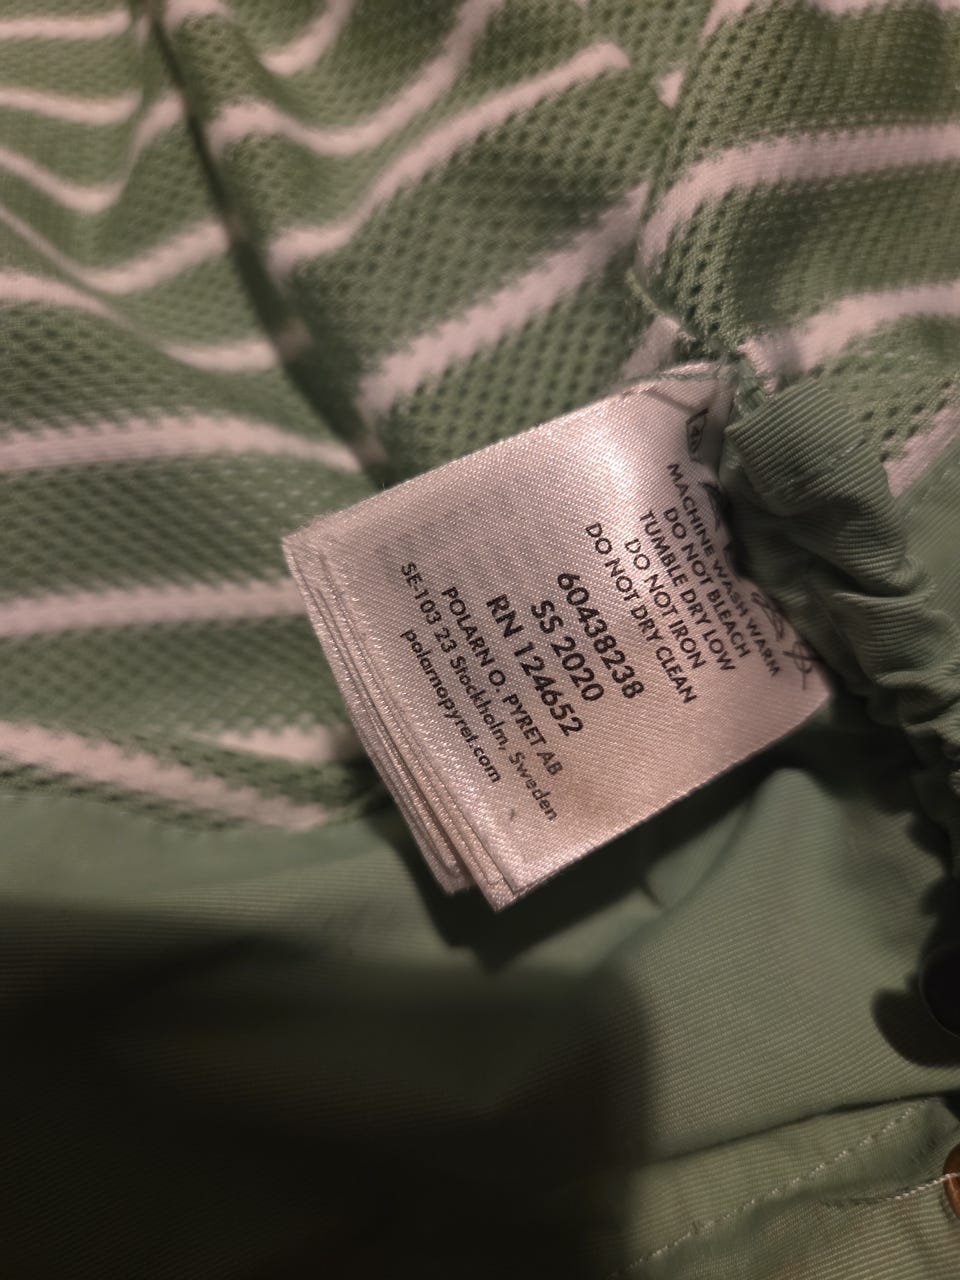 40
MACHINE WASH WARM
DO NOT BLEACH
TUMBLE DRY LOW
DO NOT IRON
DO NOT DRY CLEAN
60438238
SS 2020
RN 124652
POLARN O. PYRET AB
SE-103 23 Stockholm, Sweden
polarnopyret.com